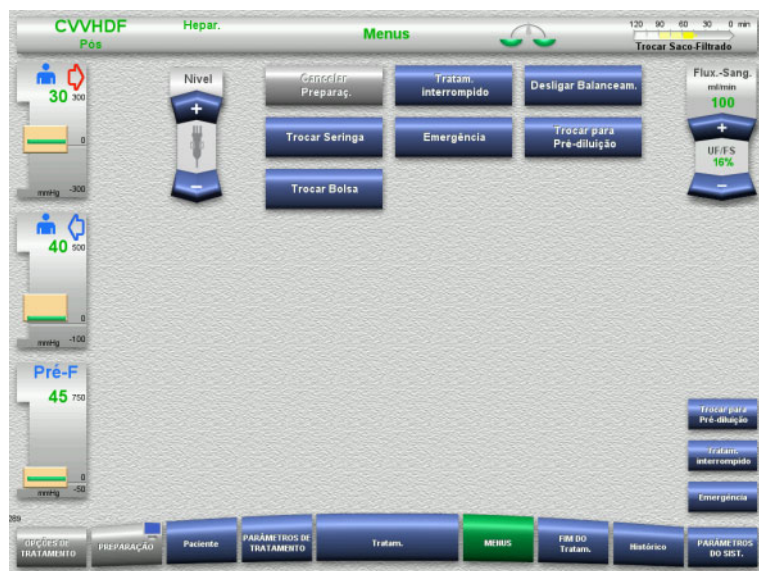 CVVHDF
Pós
Hepar.
Menus
120 90 60 30 0 min
Trocar Saco-Filtrado
30
300
0
mmHg -300
40
500
0
mmHg -100
Pré-F
45
750
0
mmHg -50
Nivel
+
−
Cancelar
Preparaç.
Tratam.
interrompido
Desligar Balanceam.
Trocar Seringa
Emergência
Trocar para
Pré-diluição
Trocar Bolsa
Flux.-Sang.
ml/min
100
+
UF/FS
16%
−
Trocar para
Pré-diluição
Tratam.
interrompido
Emergência
OPÇÕES DE
TRATAMENTO
PREPARAÇÃO
Paciente
PARÂMETROS DE
TRATAMENTO
Tratam.
MENUS
FIM DO
Tratam.
Histórico
PARÂMETROS
DO SIST.